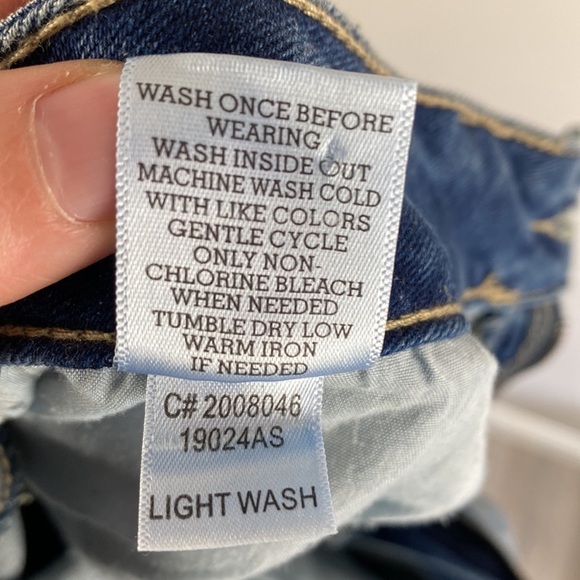 WASH ONCE BEFORE
WEARING
WASH INSIDE OUT
MACHINE WASH COLD
WITH LIKE COLORS
GENTLE CYCLE
ONLY NON-
CHLORINE BLEACH
WHEN NEEDED
TUMBLE DRY LOW
WARM IRON
IF NEEDED
C# 2008046
19024AS
LIGHT WASH